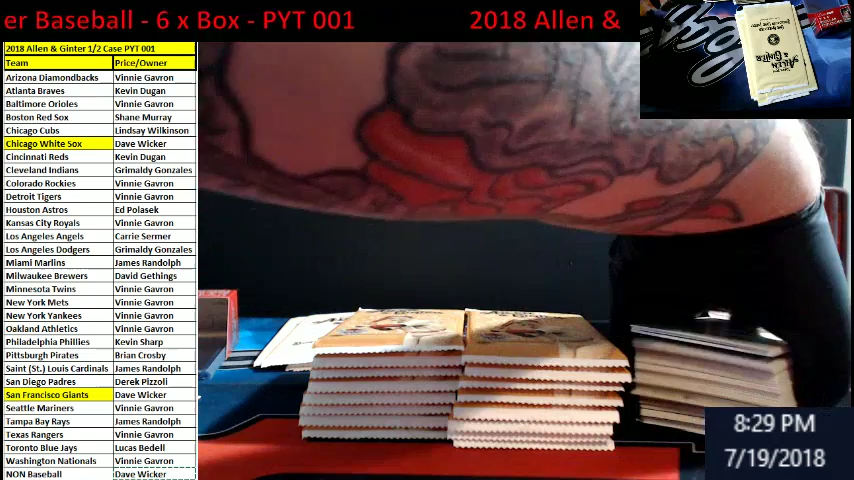 er Baseball - 6 x Box - PYT 001 2018 Allen &
2018 Allen & Ginter 1/2 Case PYT 001
Team Price/Owner
Arizona Diamondbacks Vinnie Gavron
Atlanta Braves Kevin Dugan
Baltimore Orioles Vinnie Gavron
Boston Red Sox Shane Murray
Chicago Cubs Lindsay Wilkinson
Chicago White Sox Dave Wicker
Cincinnati Reds Kevin Dugan
Cleveland Indians Grimaldy Gonzales
Colorado Rockies Vinnie Gavron
Detroit Tigers Vinnie Gavron
Houston Astros Ed Polasek
Kansas City Royals Vinnie Gavron
Los Angeles Angels Carrie Sermer
Los Angeles Dodgers Grimaldy Gonzales
Miami Marlins James Randolph
Milwaukee Brewers David Gethings
Minnesota Twins Vinnie Gavron
New York Mets Vinnie Gavron
New York Yankees Vinnie Gavron
Oakland Athletics Vinnie Gavron
Philadelphia Phillies Kevin Sharp
Pittsburgh Pirates Brian Crosby
Saint (St.) Louis Cardinals James Randolph
San Diego Padres Derek Pizzoli
San Francisco Giants Dave Wicker
Seattle Mariners Vinnie Gavron
Tampa Bay Rays James Randolph
Texas Rangers Vinnie Gavron
Toronto Blue Jays Lucas Bedell
Washington Nationals Vinnie Gavron
NON Baseball Dave Wicker
ALLEN
& GINTER
8:29 PM
7/19/2018